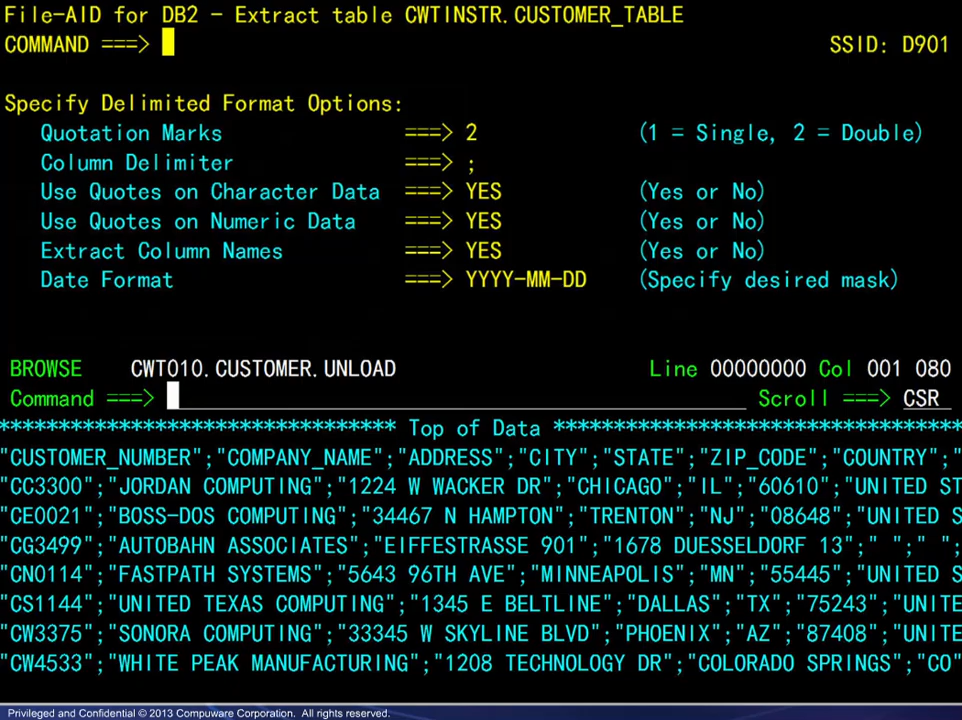 File-AID for DB2 - Extract table CWTINSTR.CUSTOMER_TABLE
COMMAND ===> SSID: D901
Specify Delimited Format Options:
Quotation Marks ===> 2 (1 = Single, 2 = Double)
Column Delimiter ===> ;
Use Quotes on Character Data ===> YES (Yes or No)
Use Quotes on Numeric Data ===> YES (Yes or No)
Extract Column Names ===> YES (Yes or No)
Date Format ===> YYYY-MM-DD (Specify desired mask)
BROWSE CWT010.CUSTOMER.UNLOAD Line 00000000 Col 001 080
Command ===> Scroll ===> CSR
********************************* Top of Data **********************************
"CUSTOMER_NUMBER";"COMPANY_NAME";"ADDRESS";"CITY";"STATE";"ZIP_CODE";"COUNTRY";"
"CC3300";"JORDAN COMPUTING";"1224 W WACKER DR";"CHICAGO";"IL";"60610";"UNITED ST
"CE0021";"BOSS-DOS COMPUTING";"34467 N HAMPTON";"TRENTON";"NJ";"08648";"UNITED S
"CG3499";"AUTOBAHN ASSOCIATES";"EIFFESTRASSE 901";"1678 DUESSELDORF 13";" ";" ";
"CN0114";"FASTPATH SYSTEMS";"5643 96TH AVE";"MINNEAPOLIS";"MN";"55445";"UNITED S
"CS1144";"UNITED TEXAS COMPUTING";"1345 E BELTLINE";"DALLAS";"TX";"75243";"UNITE
"CW3375";"SONORA COMPUTING";"33345 W SKYLINE BLVD";"PHOENIX";"AZ";"87408";"UNITE
"CW4533";"WHITE PEAK MANUFACTURING";"1208 TECHNOLOGY DR";"COLORADO SPRINGS";"CO"
Privileged and Confidential © 2013 Compuware Corporation. All rights reserved.